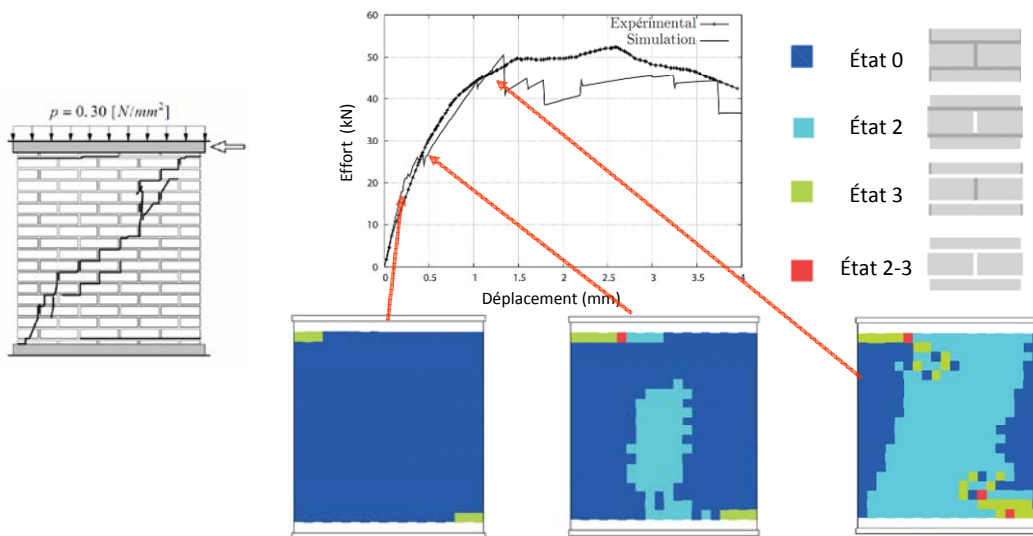 p = 0.30 [N/mm²]
Effort (kN)
60
50
40
30
20
10
0
0
0.5
1
1.5
2
2.5
3
3.5
4
Déplacement (mm)
Expérimental
Simulation
État 0
État 2
État 3
État 2-3